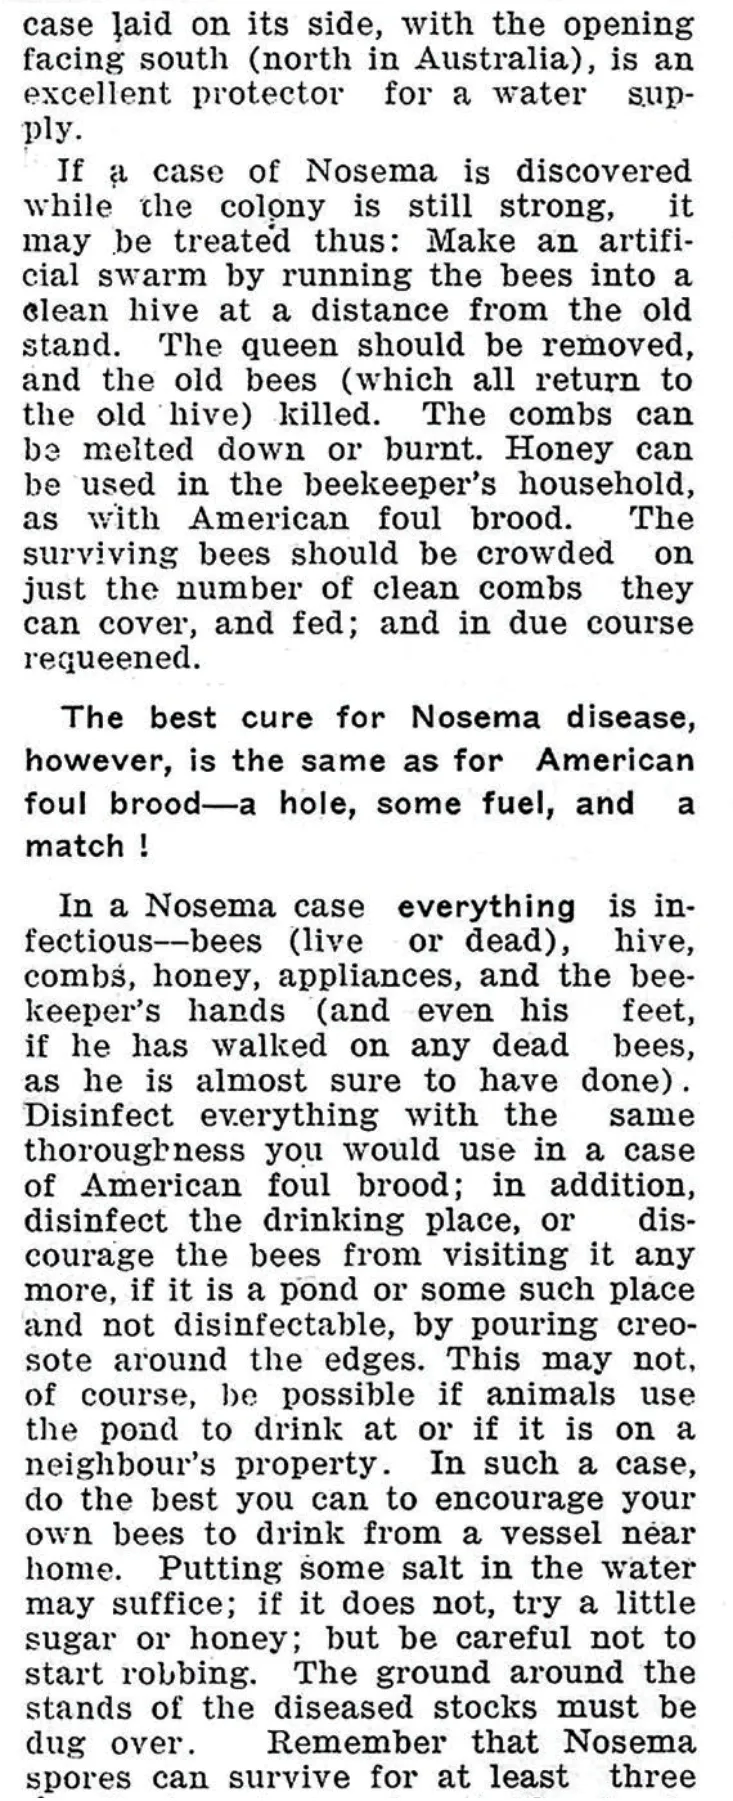 case laid on its side, with the opening
facing south (north in Australia), is an
excellent protector for a water sup-
ply.
If a case of Nosema is discovered
while the colony is still strong, it
may be treated thus: Make an artifi-
cial swarm by running the bees into a
clean hive at a distance from the old
stand. The queen should be removed,
and the old bees (which all return to
the old hive) killed. The combs can
be melted down or burnt. Honey can
be used in the beekeeper's household,
as with American foul brood. The
surviving bees should be crowded on
just the number of clean combs they
can cover, and fed; and in due course
requeened.
The best cure for Nosema disease,
however, is the same as for American
foul brood—a hole, some fuel, and a
match !
In a Nosema case everything is in-
fectious—bees (live or dead), hive,
combs, honey, appliances, and the bee-
keeper's hands (and even his feet,
if he has walked on any dead bees,
as he is almost sure to have done).
Disinfect everything with the same
thoroughness you would use in a case
of American foul brood; in addition,
disinfect the drinking place, or dis-
courage the bees from visiting it any
more, if it is a pond or some such place
and not disinfectable, by pouring creo-
sote around the edges. This may not,
of course, be possible if animals use
the pond to drink at or if it is on a
neighbour's property. In such a case,
do the best you can to encourage your
own bees to drink from a vessel near
home. Putting some salt in the water
may suffice; if it does not, try a little
sugar or honey; but be careful not to
start robbing. The ground around the
stands of the diseased stocks must be
dug over. Remember that Nosema
spores can survive for at least three